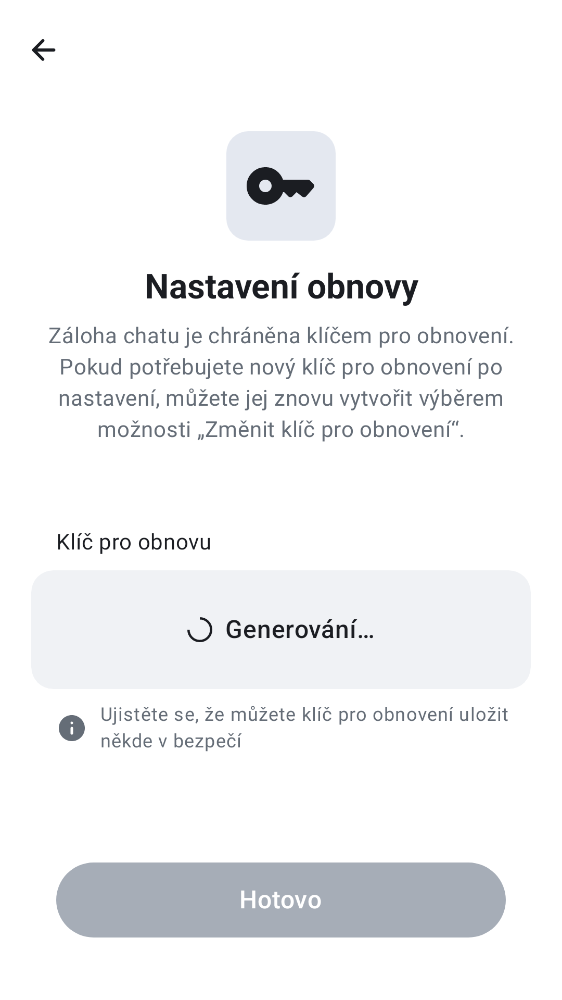 Nastavení obnovy
Záloha chatu je chráněna klíčem pro obnovení.
Pokud potřebujete nový klíč pro obnovení po
nastavení, můžete jej znovu vytvořit výběrem
možnosti „Změnit klíč pro obnovení“.
Klíč pro obnovu
Generování…
Ujistěte se, že můžete klíč pro obnovení uložit
někde v bezpečí
Hotovo